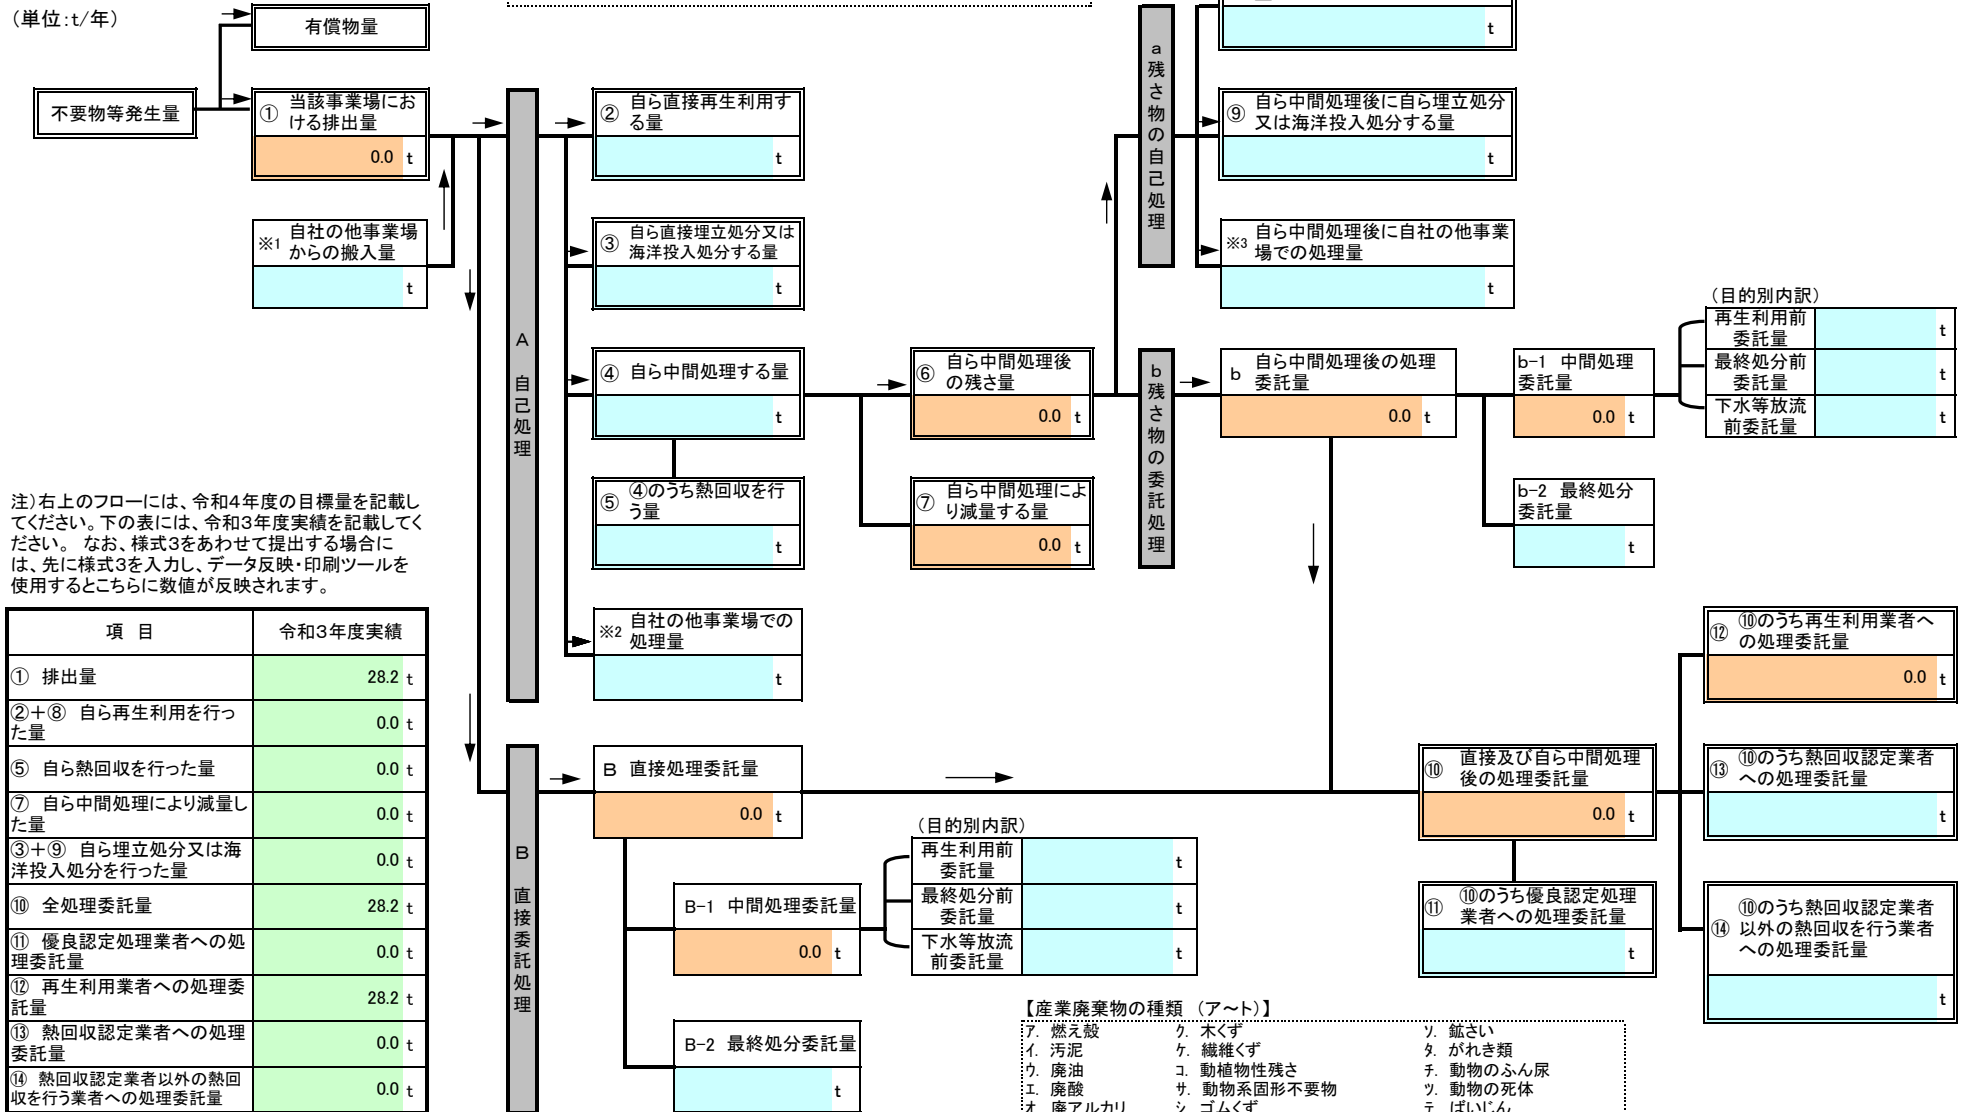 （単位:t/年）
有償物量
t
不要物等発生量
① 当該事業場にお
ける排出量
0.0 t
※1 自社の他事業場
からの搬入量
t
A 自己処理
② 自ら直接再生利用す
る量
t
③ 自ら直接埋立処分又は
海洋投入処分する量
t
④ 自ら中間処理する量
t
⑤ ④のうち熱回収を行
う量
t
※2 自社の他事業場での
処理量
t
⑥ 自ら中間処理後
の残さ量
0.0 t
⑦ 自ら中間処理によ
り減量する量
0.0 t
a 残さ物の自己処理
⑨ 自ら中間処理後に自ら埋立処分
又は海洋投入処分する量
t
※3 自ら中間処理後に自社の他事業
場での処理量
t
b 残さ物の委託処理
b 自ら中間処理後の処理
委託量
0.0 t
b-1 中間処理
委託量
0.0 t
b-2 最終処分
委託量
t
（目的別内訳）
再生利用前
委託量
t
最終処分前
委託量
t
下水等放流
前委託量
t
注）右上のフローには、令和４年度の目標量を記載し
てください。下の表には、令和３年度実績を記載してく
ださい。 なお、様式３をあわせて提出する場合に
は、先に様式３を入力し、データ反映・印刷ツールを
使用するとこちらに数値が反映されます。
項 目 令和３年度実績
① 排出量 28.2 t
②＋⑧ 自ら再生利用を行っ
た量 0.0 t
⑤ 自ら熱回収を行った量 0.0 t
⑦ 自ら中間処理により減量し
た量 0.0 t
③＋⑨ 自ら埋立処分又は海
洋投入処分を行った量 0.0 t
⑩ 全処理委託量 28.2 t
⑪ 優良認定処理業者への処
理委託量 0.0 t
⑫ 再生利用業者への処理委
託量 28.2 t
⑬ 熱回収認定業者への処理
委託量 0.0 t
⑭ 熱回収認定業者以外の熱回
収を行う業者への処理委託量 0.0 t
B 直接委託処理
B 直接処理委託量
0.0 t
B-1 中間処理委託量
0.0 t
B-2 最終処分委託量
t
（目的別内訳）
再生利用前
委託量
t
最終処分前
委託量
t
下水等放流
前委託量
t
⑩ 直接及び自ら中間処理
後の処理委託量
0.0 t
⑪ ⑩のうち優良認定処理
業者への処理委託量
t
⑫ ⑩のうち再生利用業者へ
の処理委託量
0.0 t
⑬ ⑩のうち熱回収認定業者
への処理委託量
t
⑭ ⑩のうち熱回収認定業者
以外の熱回収を行う業者
への処理委託量
t
【産業廃棄物の種類 （ア～ト）】
ｱ. 燃え殻 ｸ. 木くず ｿ. 鉱さい
ｲ. 汚泥 ｹ. 繊維くず ﾀ. がれき類
ｳ. 廃油 ｺ. 動植物性残さ ﾁ. 動物のふん尿
ｴ. 廃酸 ｻ. 動物系固形不要物 ﾂ. 動物の死体
ｵ. 廃アルカリ ｼ. ゴムくず ﾃ. ばいじん